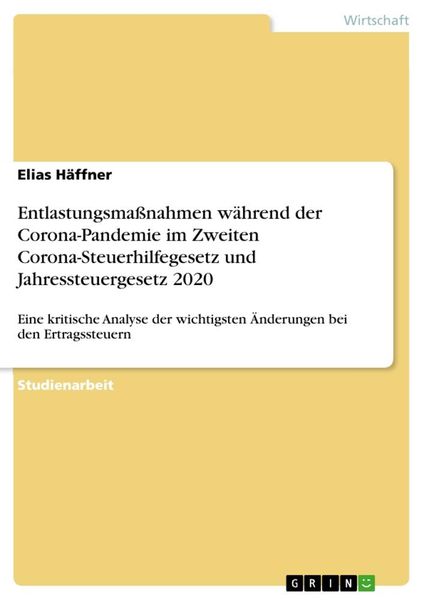 Wirtschaft
Elias Häffner
Entlastungsmaßnahmen während der
Corona-Pandemie im Zweiten
Corona-Steuerhilfegesetz und
Jahressteuergesetz 2020
Eine kritische Analyse der wichtigsten Änderungen bei
den Ertragssteuern
Studienarbeit
GRIN